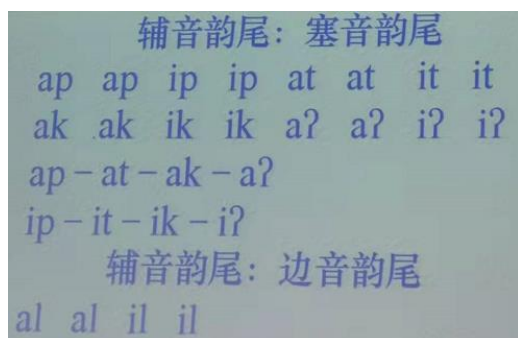 辅音韵尾：塞音韵尾
ap ap ip ip at at it it
ak ak ik ik aʔ aʔ iʔ iʔ
ap – at – ak – aʔ
ip – it – ik – iʔ
辅音韵尾：边音韵尾
al al il il